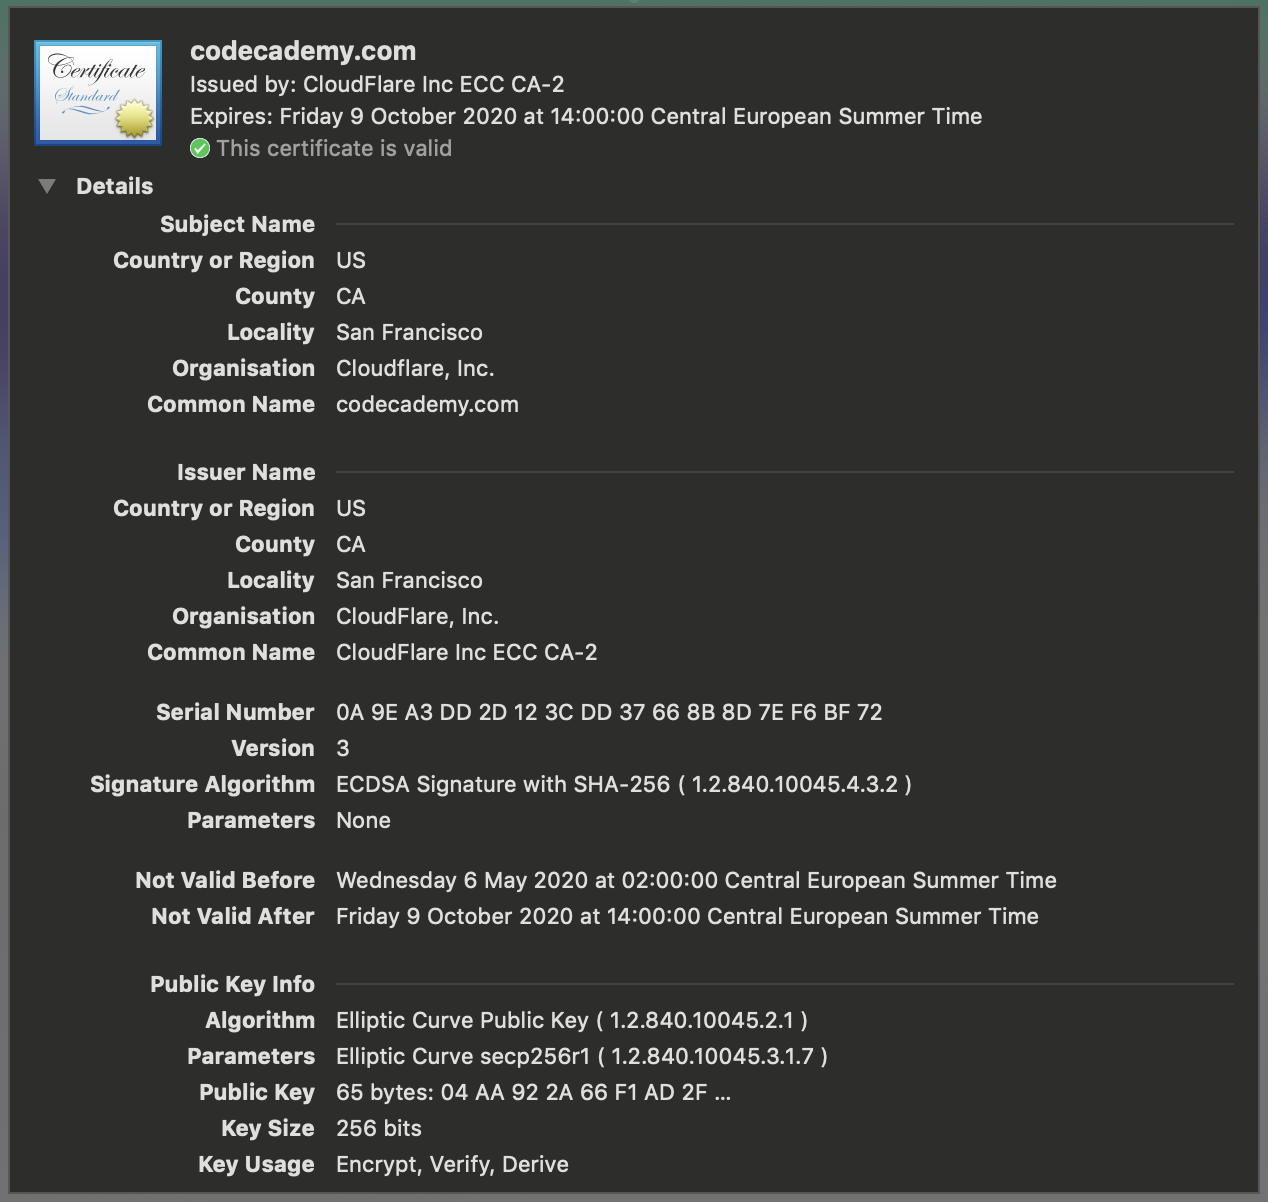 Certificate
Standard
codecademy.com
Issued by: CloudFlare Inc ECC CA-2
Expires: Friday 9 October 2020 at 14:00:00 Central European Summer Time
This certificate is valid
Details
Subject Name
Country or Region US
County CA
Locality San Francisco
Organisation Cloudflare, Inc.
Common Name codecademy.com
Issuer Name
Country or Region US
County CA
Locality San Francisco
Organisation CloudFlare, Inc.
Common Name CloudFlare Inc ECC CA-2
Serial Number 0A 9E A3 DD 2D 12 3C DD 37 66 8B 8D 7E F6 BF 72
Version 3
Signature Algorithm ECDSA Signature with SHA-256 ( 1.2.840.10045.4.3.2 )
Parameters None
Not Valid Before Wednesday 6 May 2020 at 02:00:00 Central European Summer Time
Not Valid After Friday 9 October 2020 at 14:00:00 Central European Summer Time
Public Key Info
Algorithm Elliptic Curve Public Key ( 1.2.840.10045.2.1 )
Parameters Elliptic Curve secp256r1 ( 1.2.840.10045.3.1.7 )
Public Key 65 bytes: 04 AA 92 2A 66 F1 AD 2F ...
Key Size 256 bits
Key Usage Encrypt, Verify, Derive